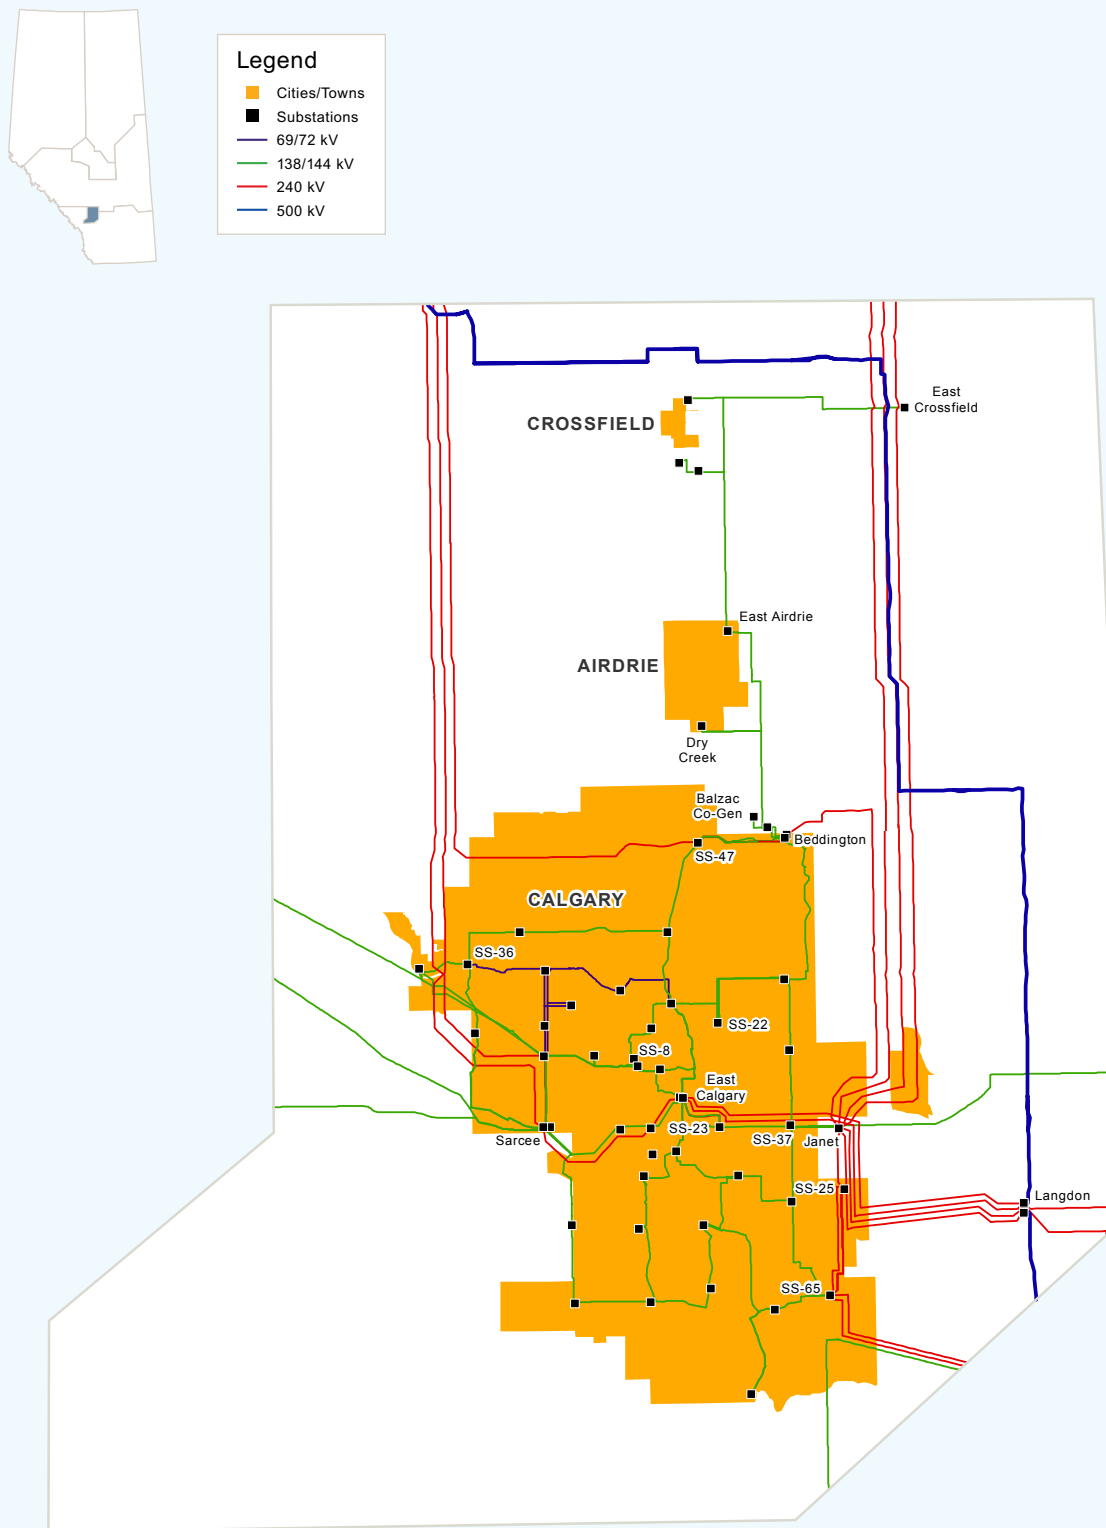 Legend
Cities/Towns
Substations
69/72 kV
138/144 kV
240 kV
500 kV
East
Crossfield
CROSSFIELD
East Airdrie
AIRDRIE
Dry
Creek
Balzac
Co-Gen
Beddington
SS-47
CALGARY
SS-36
SS-22
SS-8
East
Calgary
SS-23
SS-37
Janet
Sarcee
SS-25
Langdon
SS-65